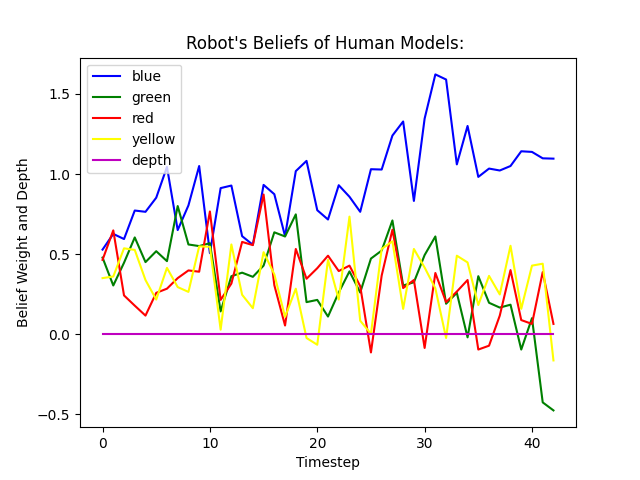 Robot's Beliefs of Human Models:
blue
green
red
yellow
depth
Belief Weight and Depth
1.5
1.0
0.5
0.0
−0.5
0 10 20 30 40
Timestep